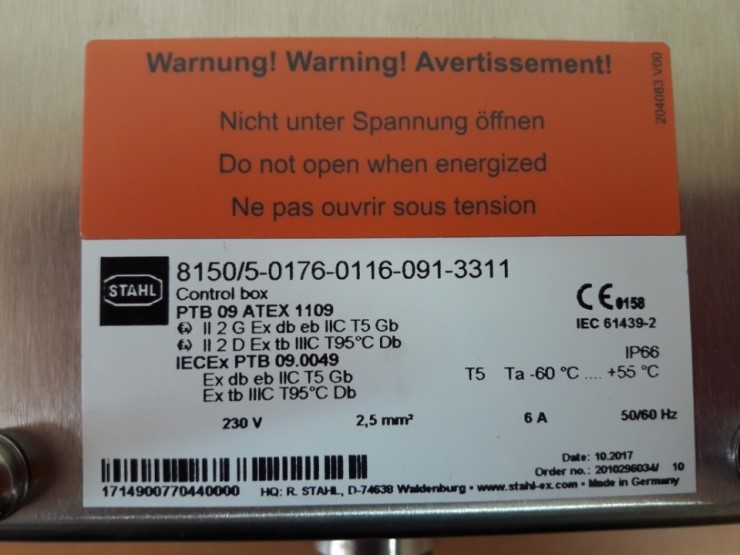 Warnung! Warning! Avertissement!
204083 V00
Nicht unter Spannung öffnen
Do not open when energized
Ne pas ouvrir sous tension
STAHL
8150/5-0176-0116-091-3311
Control box
PTB 09 ATEX 1109
CE 0158
II 2 G Ex db eb IIC T5 Gb
IEC 61439-2
II 2 D Ex tb IIIC T95°C Db
IECEx PTB 09.0049
IP66
Ex db eb IIC T5 Gb
T5 Ta -60 °C .... +55 °C
Ex tb IIIC T95°C Db
230 V 2,5 mm² 6 A 50/60 Hz
Date: 10.2017
Order no.: 2010296034/ 10
1714900770440000 HQ: R. STAHL, D-74638 Waldenburg • www.stahl-ex.com • Made in Germany